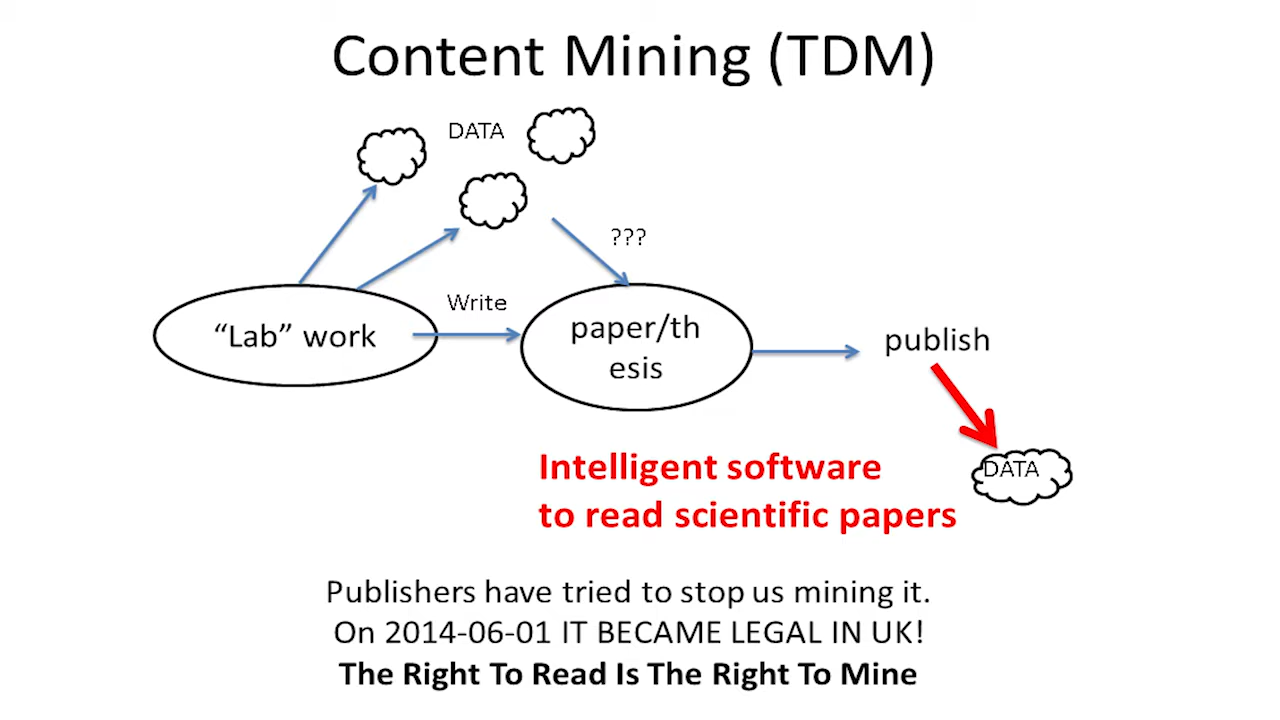 Content Mining (TDM)
DATA
???
Write
“Lab” work
paper/th
esis
publish
DATA
Intelligent software
to read scientific papers
Publishers have tried to stop us mining it.
On 2014-06-01 IT BECAME LEGAL IN UK!
The Right To Read Is The Right To Mine